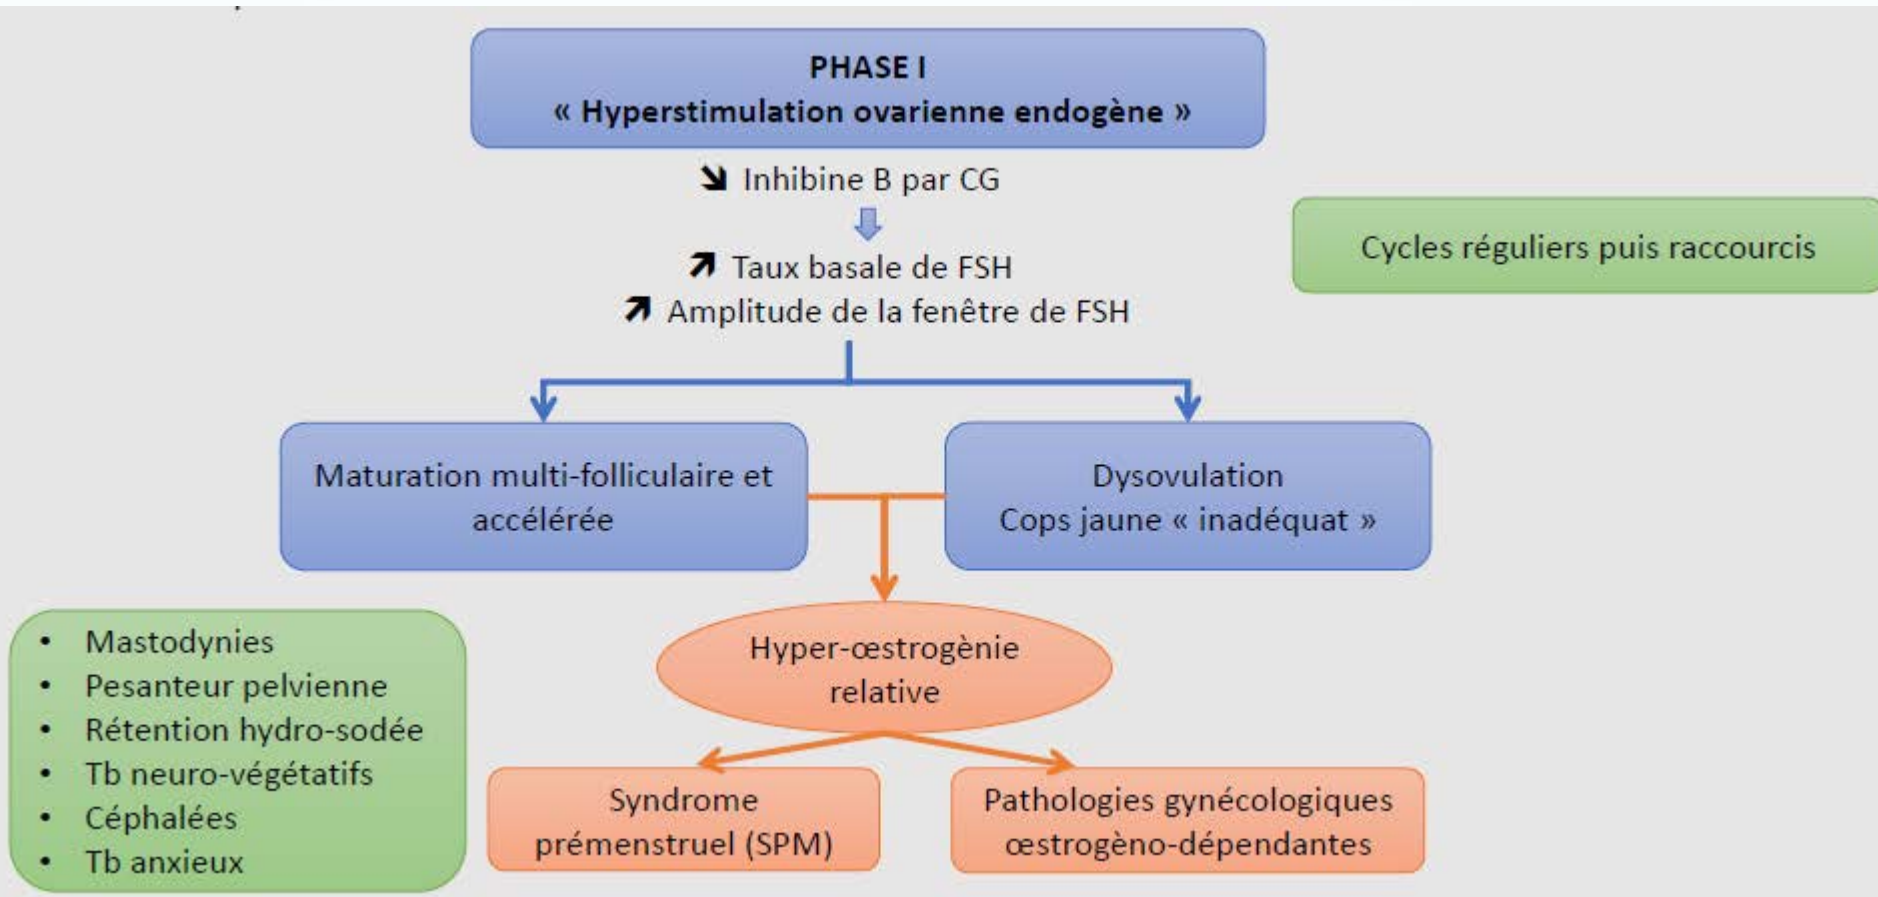 PHASE I
« Hyperstimulation ovarienne endogène »
↘ Inhibine B par CG
↗ Taux basale de FSH
↗ Amplitude de la fenêtre de FSH
Cycles réguliers puis raccourcis
Maturation multi-folliculaire et
accélérée
Dysovulation
Cops jaune « inadéquat »
Hyper-œstrogènie
relative
• Mastodynies
• Pesanteur pelvienne
• Rétention hydro-sodée
• Tb neuro-végétatifs
• Céphalées
• Tb anxieux
Syndrome
prémenstruel (SPM)
Pathologies gynécologiques
œstrogèno-dépendantes